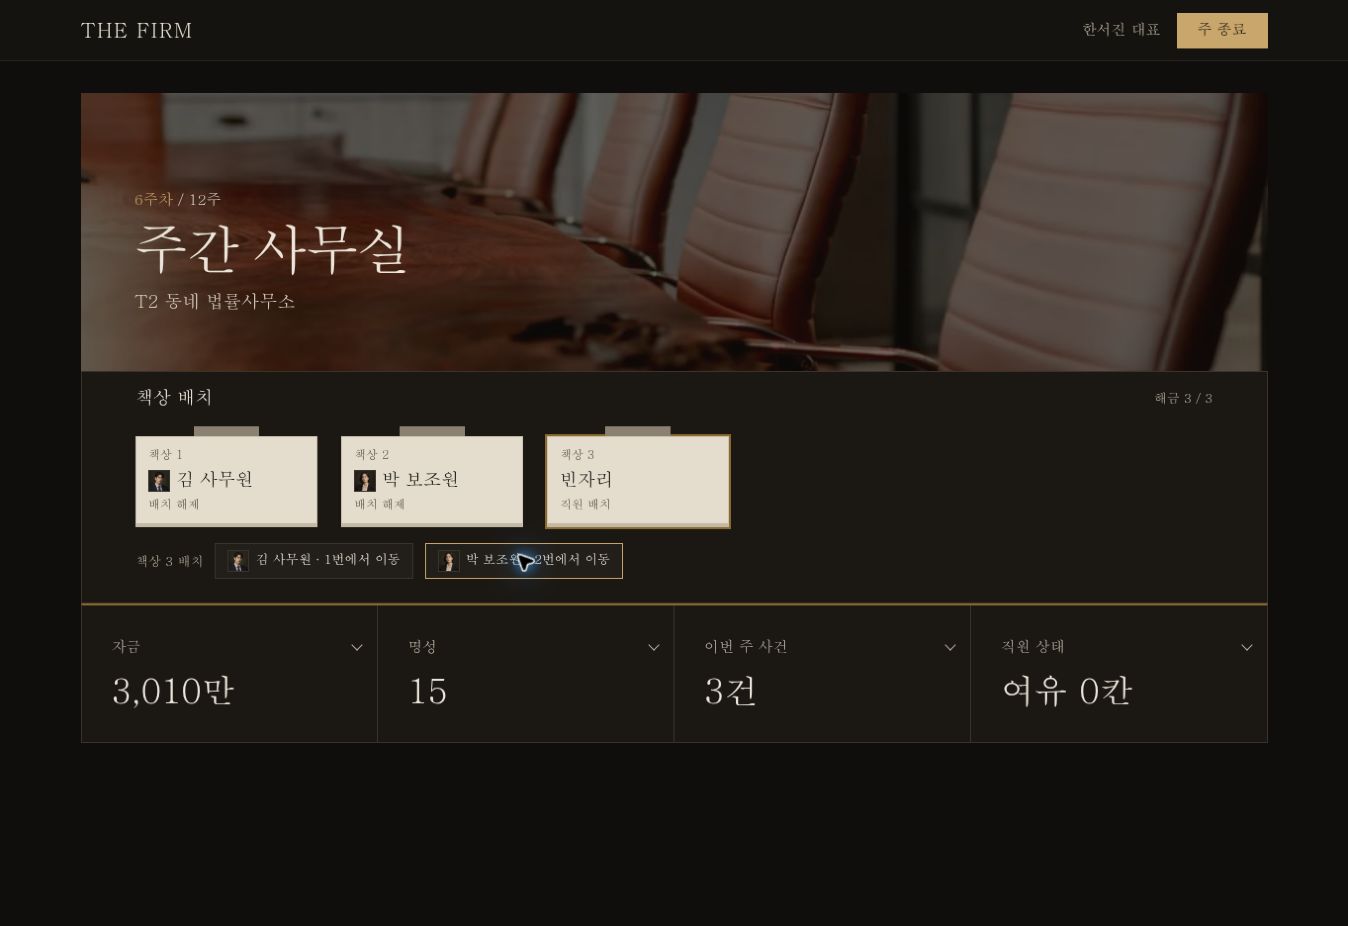 THE FIRM
한서진 대표
주 종료
6주차 / 12주
주간 사무실
T2 동네 법률사무소
책상 배치
해금 3 / 3
책상 1
김 사무원
배치 해제
책상 2
박 보조원
배치 해제
책상 3
빈자리
직원 배치
책상 3 배치
김 사무원 · 1번에서 이동
박 보조원 2번에서 이동
자금
3,010만
명성
15
이번 주 사건
3건
직원 상태
여유 0칸